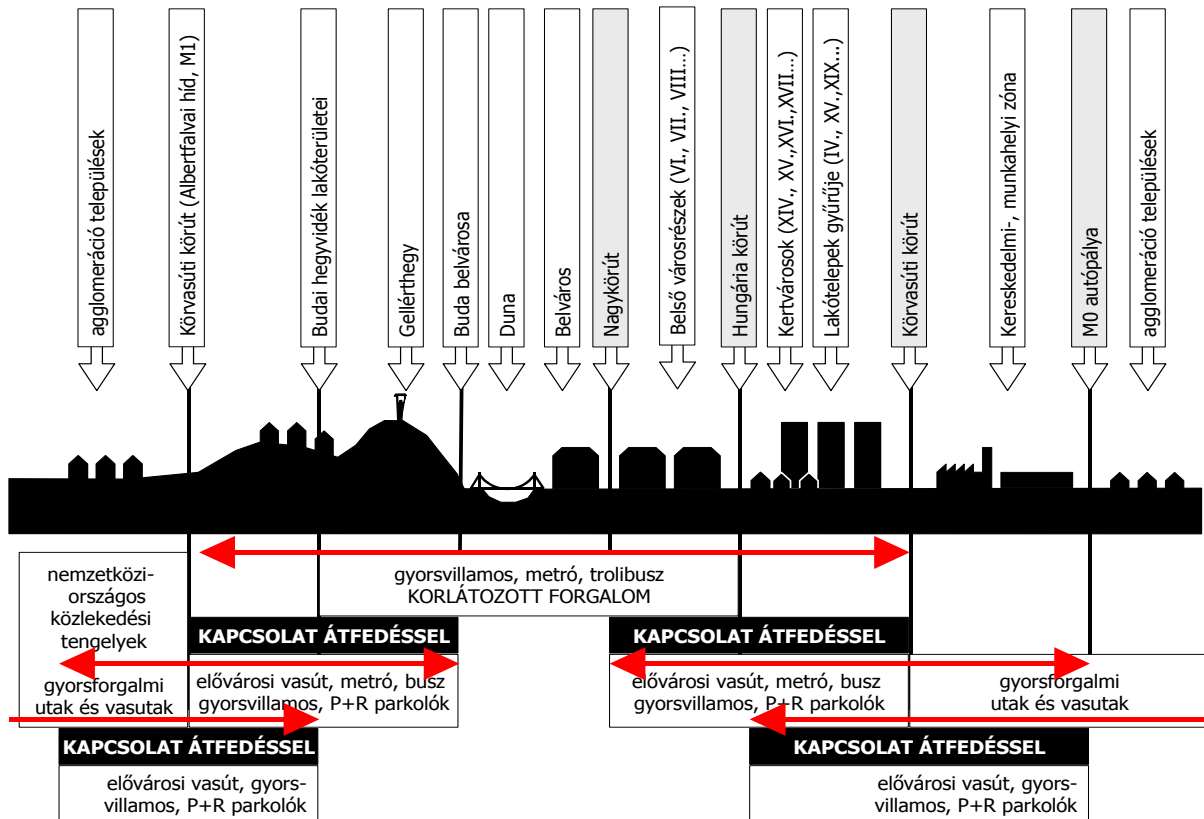 agglomeráció települések
Körvasúti körút (Albertfalvai híd, M1)
Budai hegyvidék lakóterületei
Gellérthegy
Buda belvárosa
Duna
Belváros
Nagykörút
Belső városrészek (VI., VII., VIII...)
Hungária körút
Kertvárosok (XIV., XV.,XVI.,XVII...)
Lakótelepek gyűrűje (IV., XV.,XIX...)
Körvasúti körút
Kereskedelmi-, munkahelyi zóna
M0 autópálya
agglomeráció települések
nemzetközi-
országos
közlekedési
tengelyek
gyorsvillamos, metró, trolibusz
KORLÁTOZOTT FORGALOM
KAPCSOLAT ÁTFEDÉSSEL
KAPCSOLAT ÁTFEDÉSSEL
gyorsforgalmi
utak és vasutak
elővárosi vasút, metró, busz
gyorsvillamos, P+R parkolók
elővárosi vasút, metró, busz
gyorsvillamos, P+R parkolók
gyorsforgalmi
utak és vasutak
KAPCSOLAT ÁTFEDÉSSEL
KAPCSOLAT ÁTFEDÉSSEL
elővárosi vasút, gyors-
villamos, P+R parkolók
elővárosi vasút, gyors-
villamos, P+R parkolók